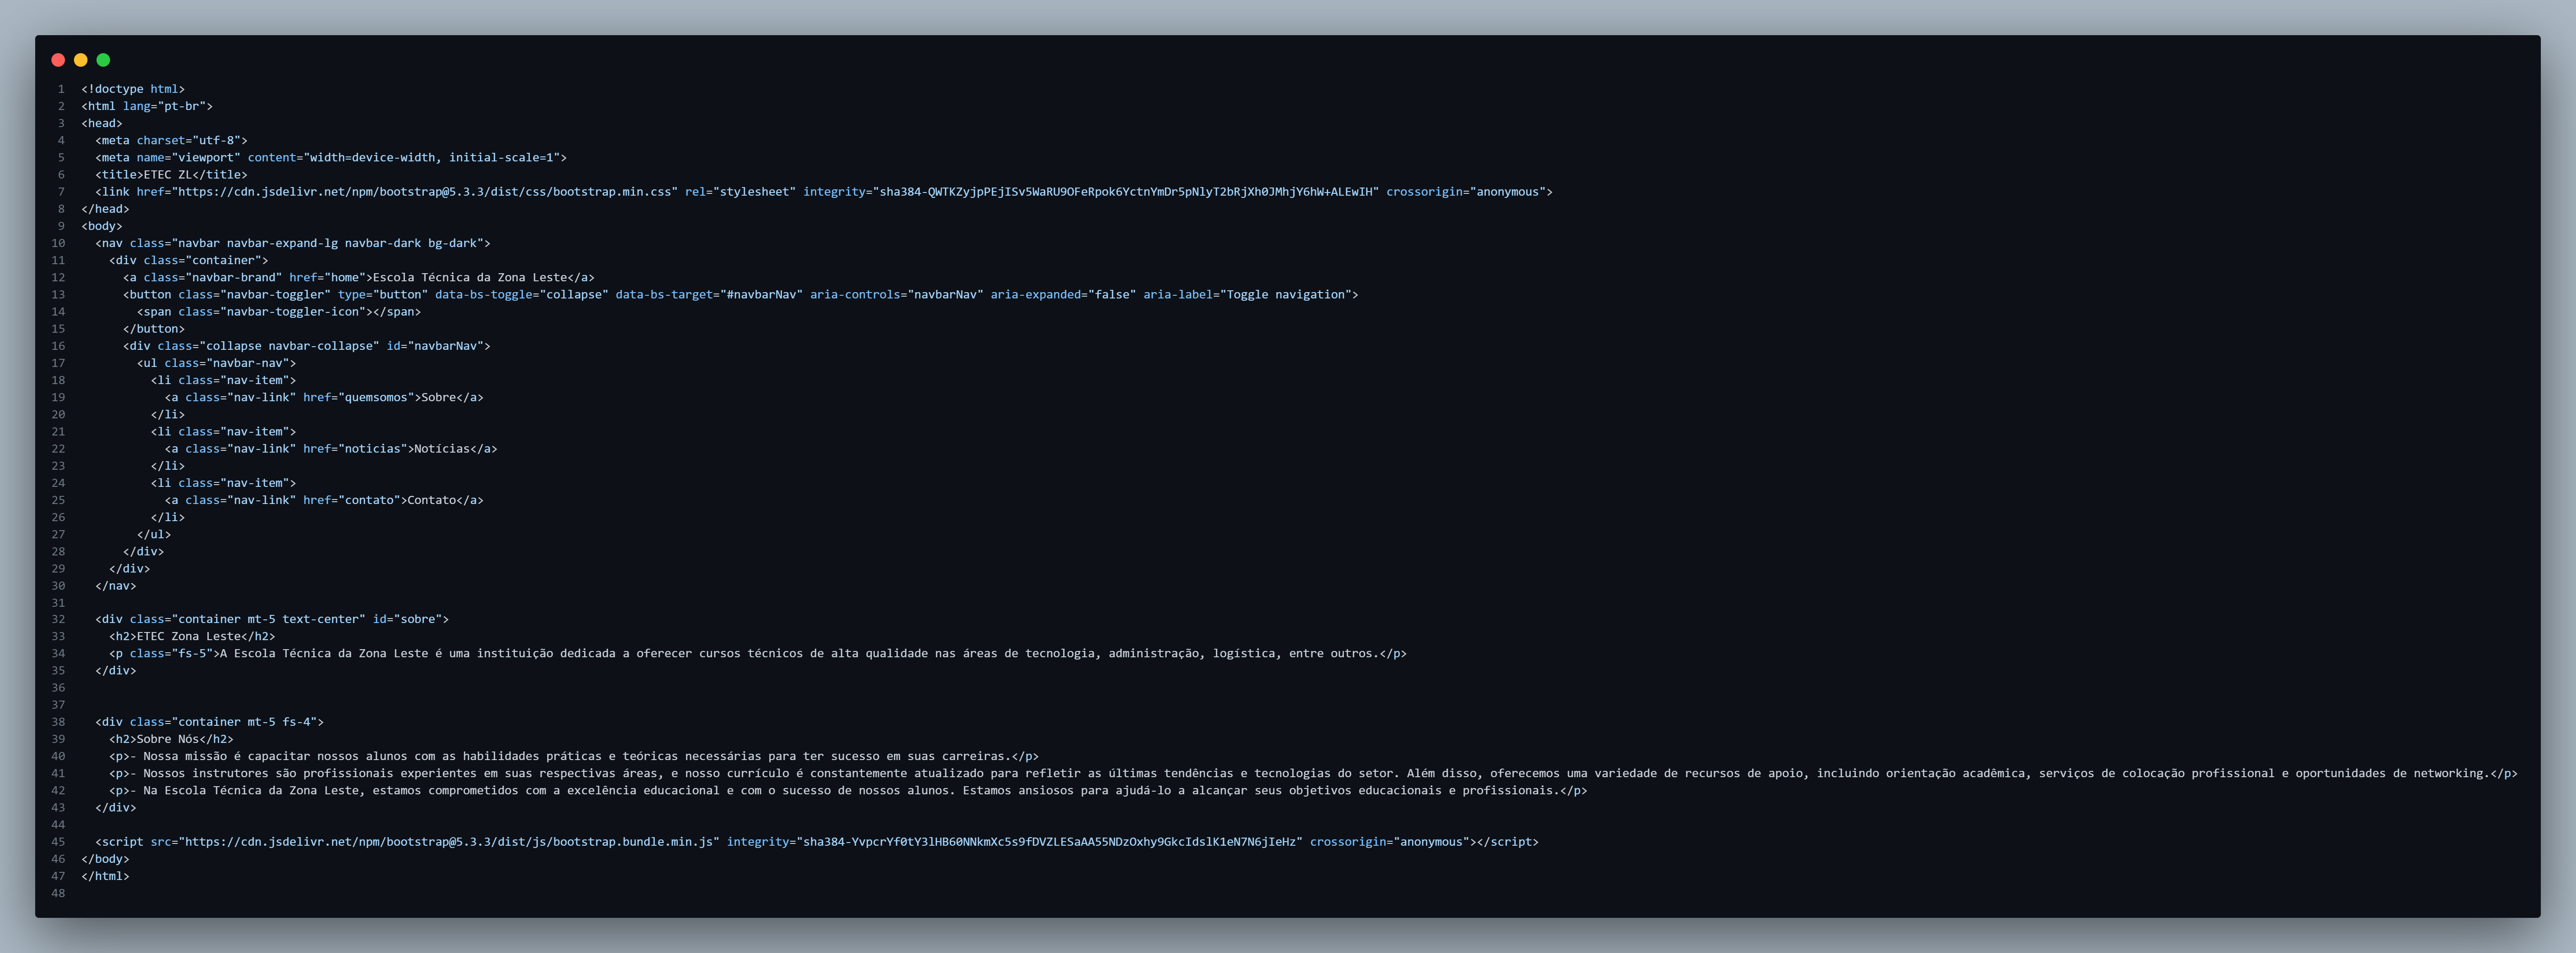 1 <!doctype html>
2 <html lang="pt-br">
3 <head>
4   <meta charset="utf-8">
5   <meta name="viewport" content="width=device-width, initial-scale=1">
6   <title>ETEC ZL</title>
7   <link href="https://cdn.jsdelivr.net/npm/bootstrap@5.3.3/dist/css/bootstrap.min.css" rel="stylesheet" integrity="sha384-QWTKZyjpPEjISv5WaRU9OFeRpok6YctnYmDr5pNlyT2bRjXh0JMhjY6hW+ALEwIH" crossorigin="anonymous">
8 </head>
9 <body>
10   <nav class="navbar navbar-expand-lg navbar-dark bg-dark">
11     <div class="container">
12       <a class="navbar-brand" href="home">Escola Técnica da Zona Leste</a>
13       <button class="navbar-toggler" type="button" data-bs-toggle="collapse" data-bs-target="#navbarNav" aria-controls="navbarNav" aria-expanded="false" aria-label="Toggle navigation">
14         <span class="navbar-toggler-icon"></span>
15       </button>
16       <div class="collapse navbar-collapse" id="navbarNav">
17         <ul class="navbar-nav">
18           <li class="nav-item">
19             <a class="nav-link" href="quemsomos">Sobre</a>
20           </li>
21           <li class="nav-item">
22             <a class="nav-link" href="noticias">Notícias</a>
23           </li>
24           <li class="nav-item">
25             <a class="nav-link" href="contato">Contato</a>
26           </li>
27         </ul>
28       </div>
29     </div>
30   </nav>
31
32   <div class="container mt-5 text-center" id="sobre">
33     <h2>ETEC Zona Leste</h2>
34     <p class="fs-5">A Escola Técnica da Zona Leste é uma instituição dedicada a oferecer cursos técnicos de alta qualidade nas áreas de tecnologia, administração, logística, entre outros.</p>
35   </div>
36
37
38   <div class="container mt-5 fs-4">
39     <h2>Sobre Nós</h2>
40     <p>- Nossa missão é capacitar nossos alunos com as habilidades práticas e teóricas necessárias para ter sucesso em suas carreiras.</p>
41     <p>- Nossos instrutores são profissionais experientes em suas respectivas áreas, e nosso currículo é constantemente atualizado para refletir as últimas tendências e tecnologias do setor. Além disso, oferecemos uma variedade de recursos de apoio, incluindo orientação acadêmica, serviços de colocação profissional e oportunidades de networking.</p>
42     <p>- Na Escola Técnica da Zona Leste, estamos comprometidos com a excelência educacional e com o sucesso de nossos alunos. Estamos ansiosos para ajudá-lo a alcançar seus objetivos educacionais e profissionais.</p>
43   </div>
44
45   <script src="https://cdn.jsdelivr.net/npm/bootstrap@5.3.3/dist/js/bootstrap.bundle.min.js" integrity="sha384-YvpcrYf0tY3lHB60NNkmXc5s9fDVZLESaAA55NDzOxhy9GkcIdslK1eN7N6jIeHz" crossorigin="anonymous"></script>
46 </body>
47 </html>
48